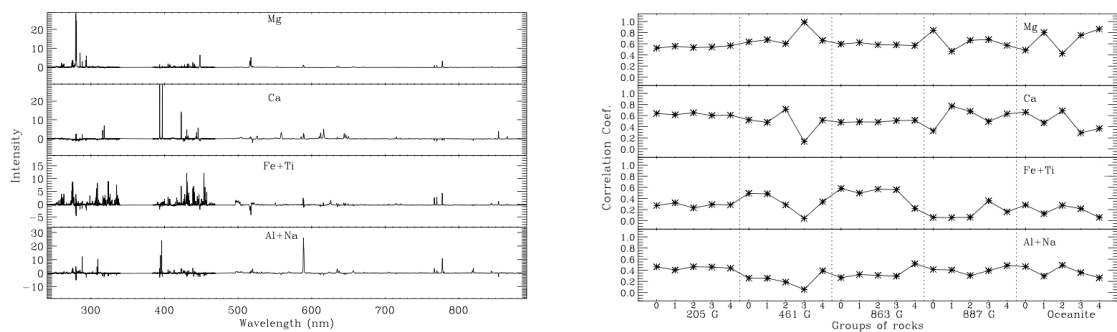 Mg
30
20
10
0
Ca
20
10
0
Fe+Ti
15
10
5
0
−5
Al+Na
30
20
10
0
−10
300 400 500 600 700 800
Wavelength (nm)
Intensity
Mg
1.0
0.8
0.6
0.4
0.2
0.0
Ca
1.0
0.8
0.6
0.4
0.2
0.0
Fe+Ti
1.0
0.8
0.6
0.4
0.2
0.0
Al+Na
1.0
0.8
0.6
0.4
0.2
0.0
0 1 2 3 4 0 1 2 3 4 0 1 2 3 4 0 1 2 3 4 0 1 2 3 4
205 G 461 G 863 G 887 G Oceanite
Groups of rocks
Correlation Coef.